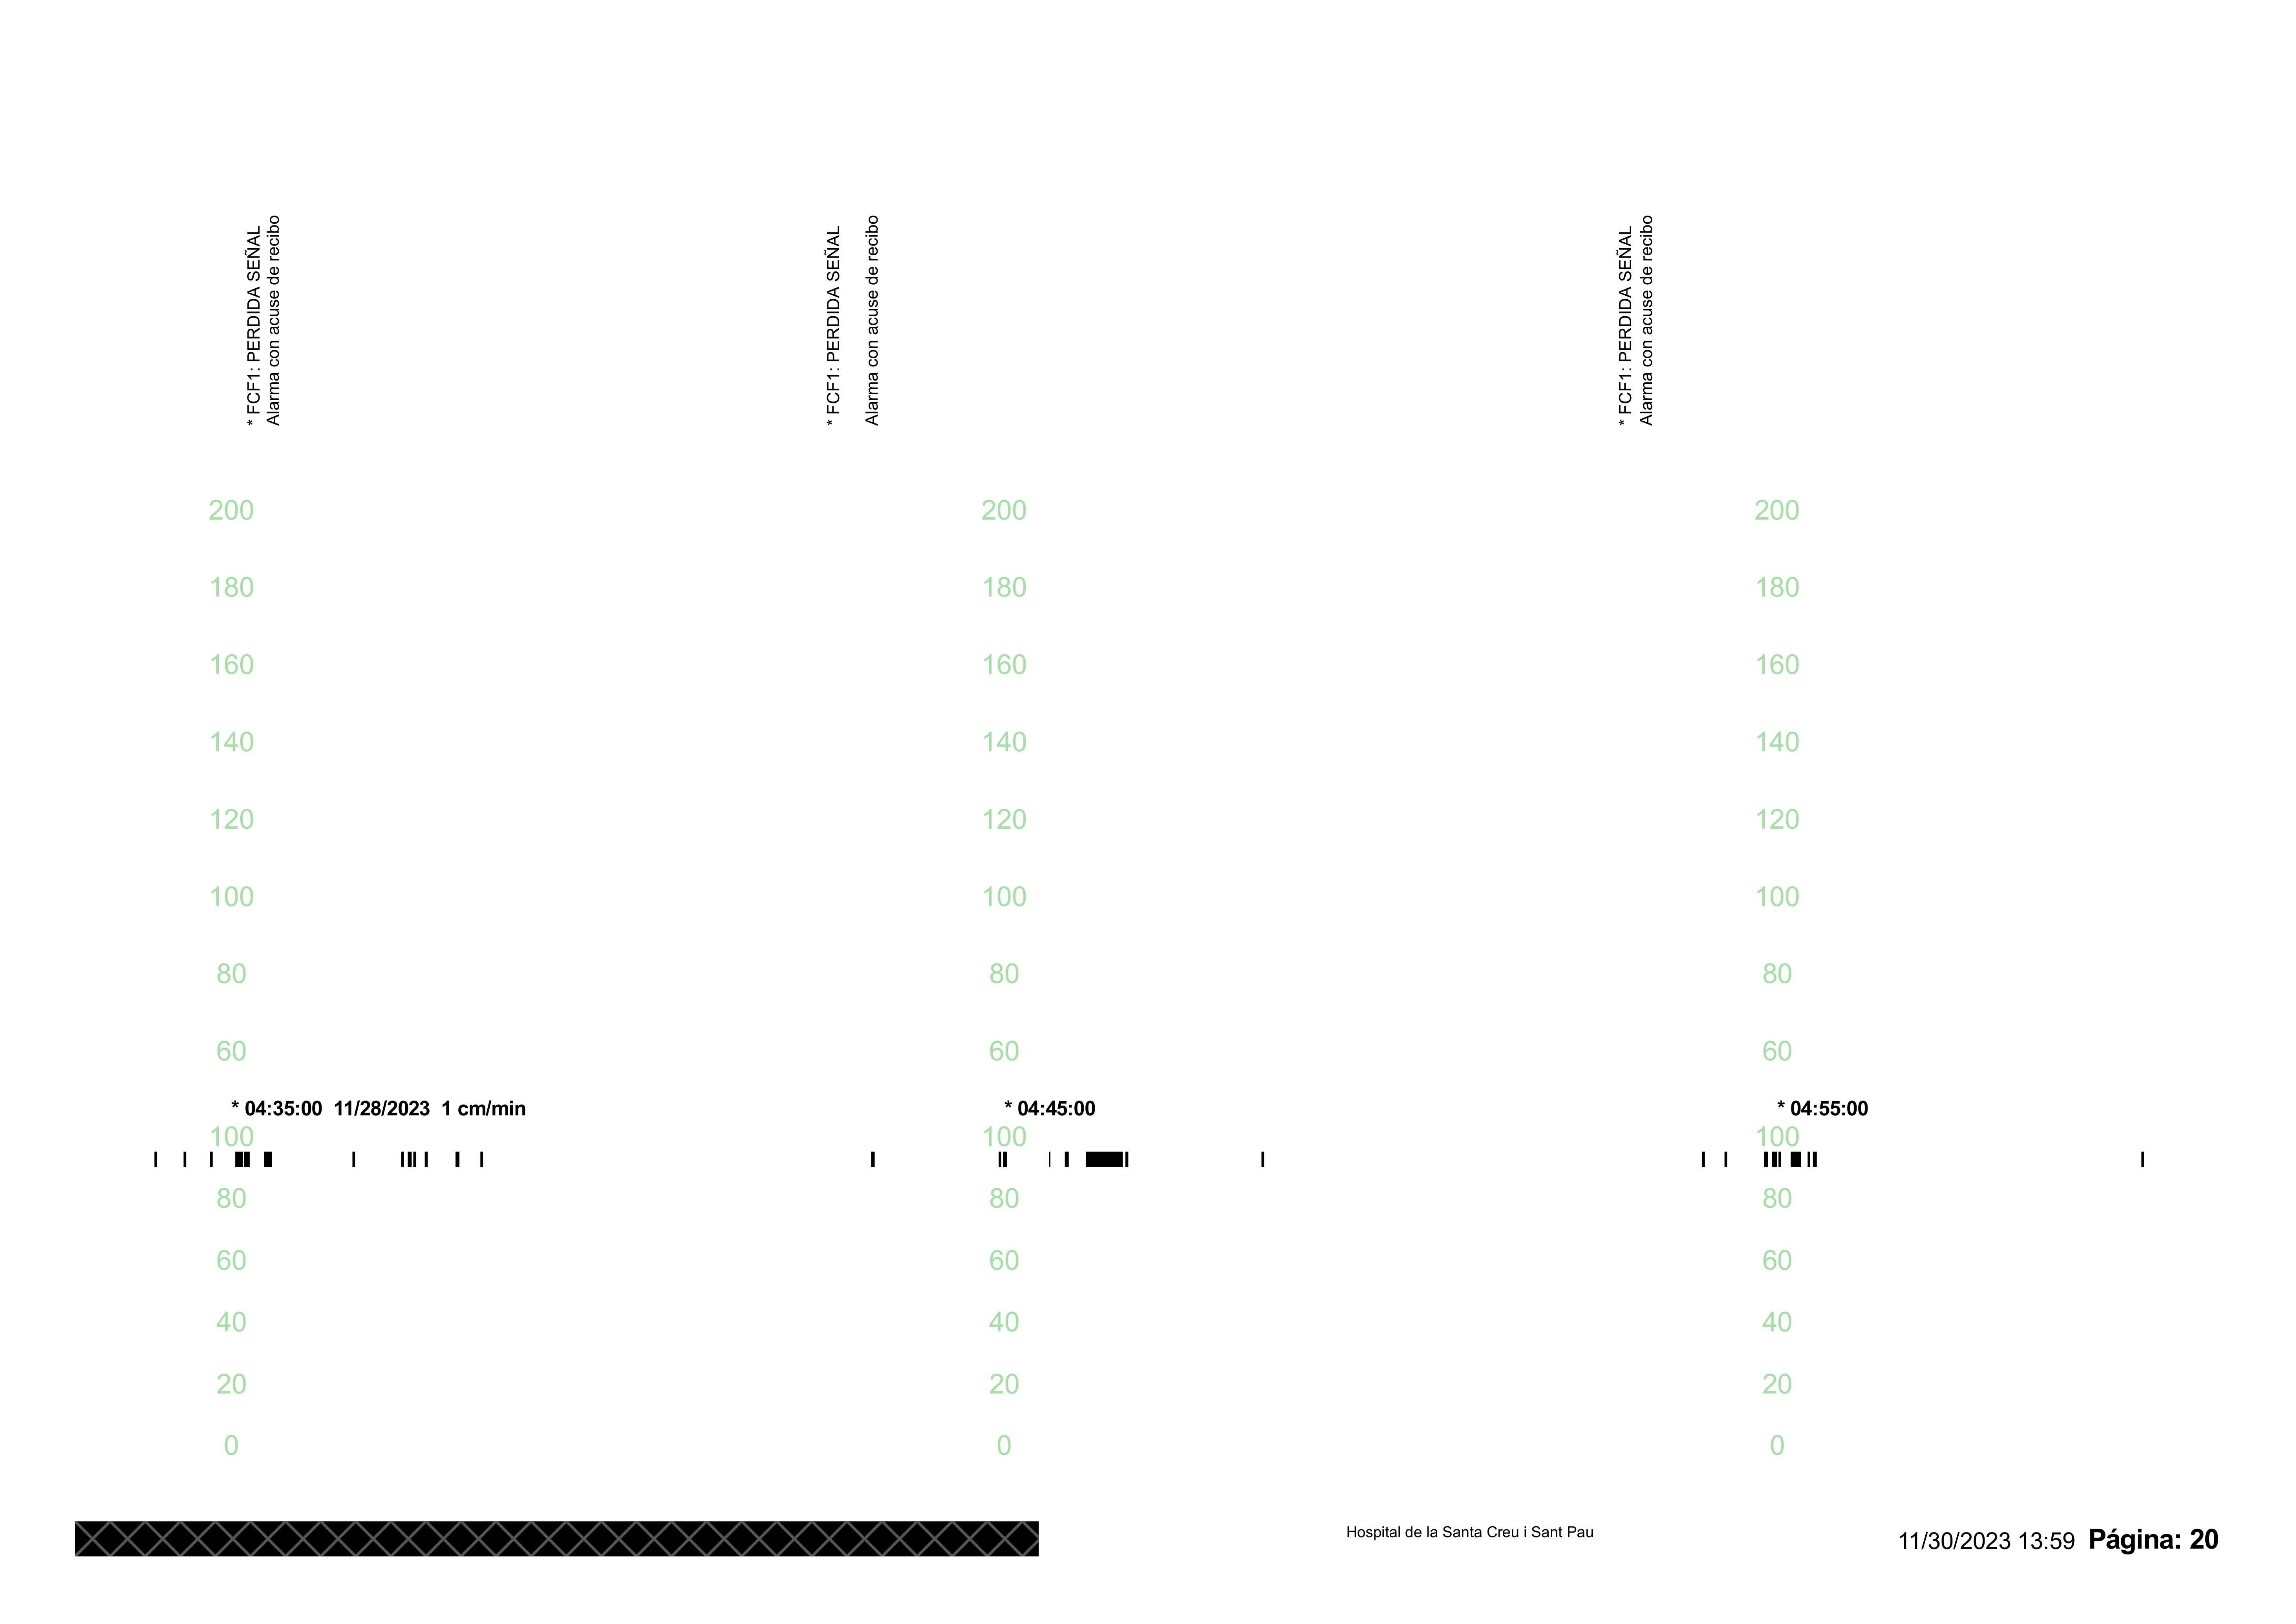 * FCF1: PERDIDA SEÑAL
Alarma con acuse de recibo
* FCF1: PERDIDA SEÑAL
Alarma con acuse de recibo
* FCF1: PERDIDA SEÑAL
Alarma con acuse de recibo
200 200 200
180 180 180
160 160 160
140 140 140
120 120 120
100 100 100
80 80 80
60 60 60
* 04:35:00 11/28/2023 1 cm/min * 04:45:00 * 04:55:00
100 100 100
80 80 80
60 60 60
40 40 40
20 20 20
0 0 0
Hospital de la Santa Creu i Sant Pau
11/30/2023 13:59 Página: 20